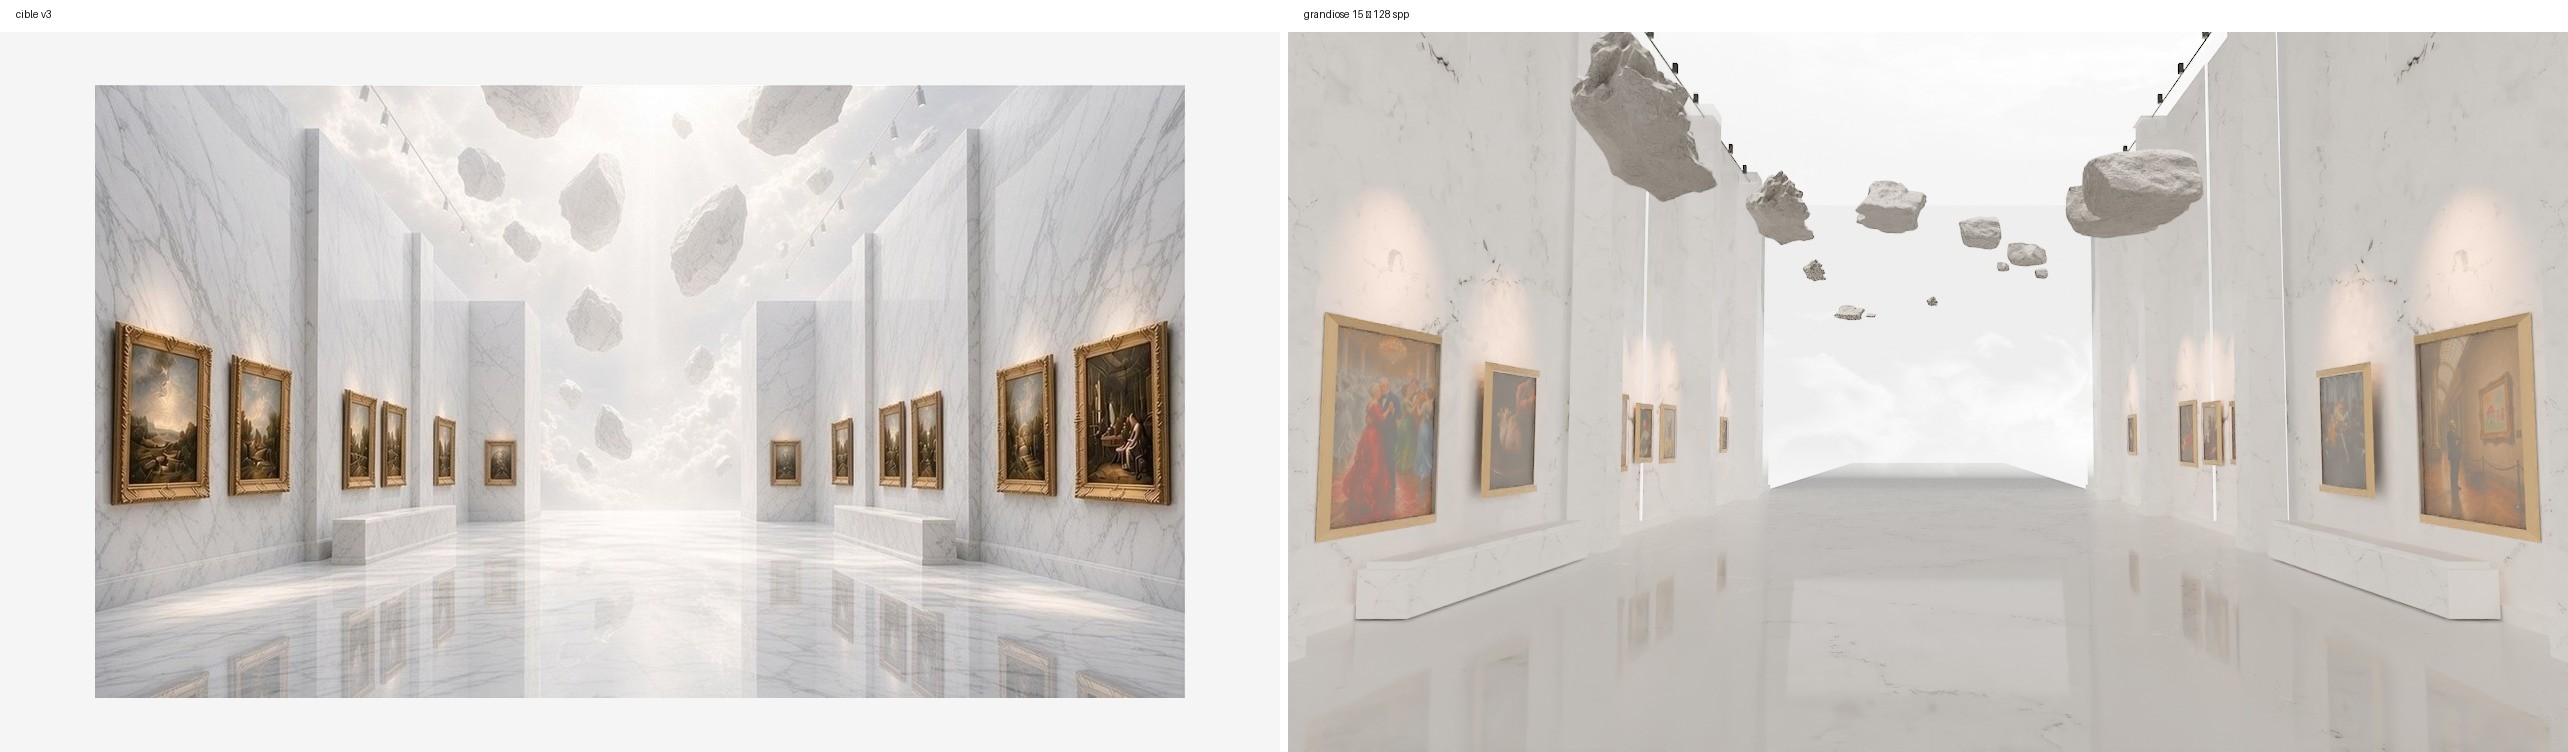 cible v3
grandiose 15 ▯ 128 spp